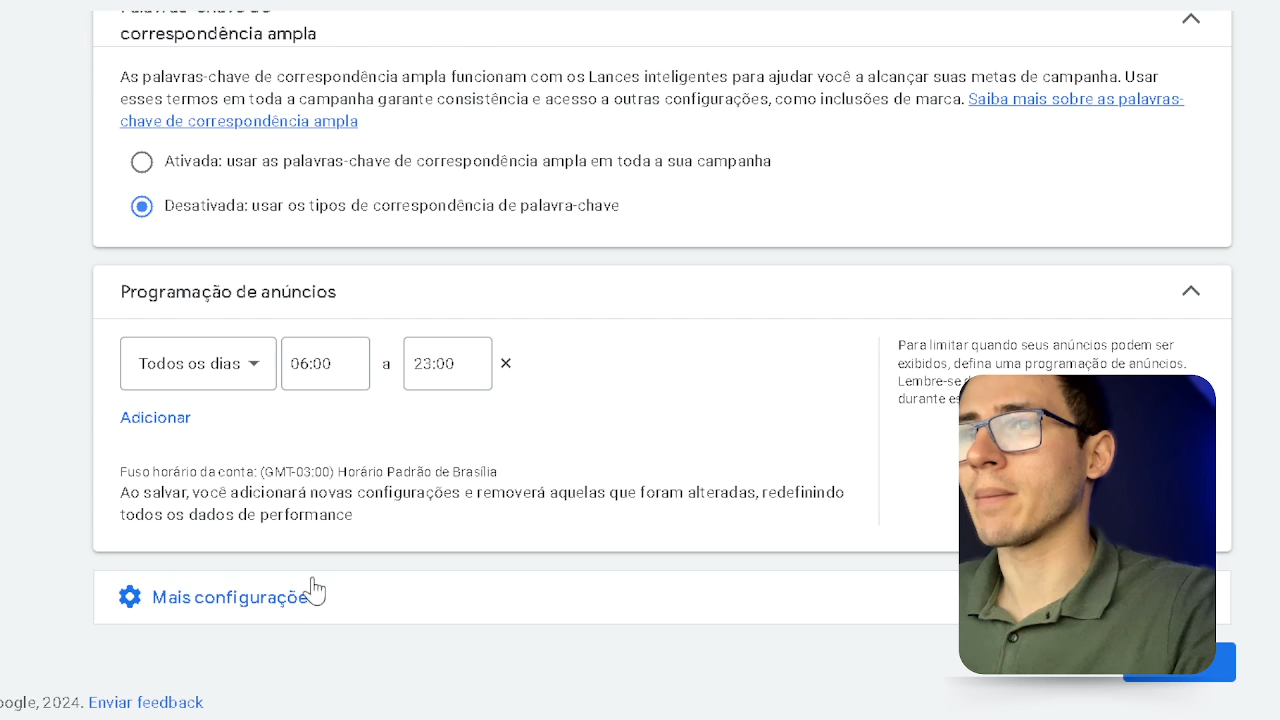 correspondência ampla
As palavras-chave de correspondência ampla funcionam com os Lances inteligentes para ajudar você a alcançar suas metas de campanha. Usar
esses termos em toda a campanha garante consistência e acesso a outras configurações, como inclusões de marca. Saiba mais sobre as palavras-
chave de correspondência ampla
Ativada: usar as palavras-chave de correspondência ampla em toda a sua campanha
Desativada: usar os tipos de correspondência de palavra-chave
Programação de anúncios
Todos os dias 06:00 a 23:00
Adicionar
Para limitar quando seus anúncios podem ser
exibidos, defina uma programação de anúncios.
Lembre-se
durante
Fuso horário da conta: (GMT-03:00) Horário Padrão de Brasília
Ao salvar, você adicionará novas configurações e removerá aquelas que foram alteradas, redefinindo
todos os dados de performance
Mais configuraçõe
oogle, 2024. Enviar feedback